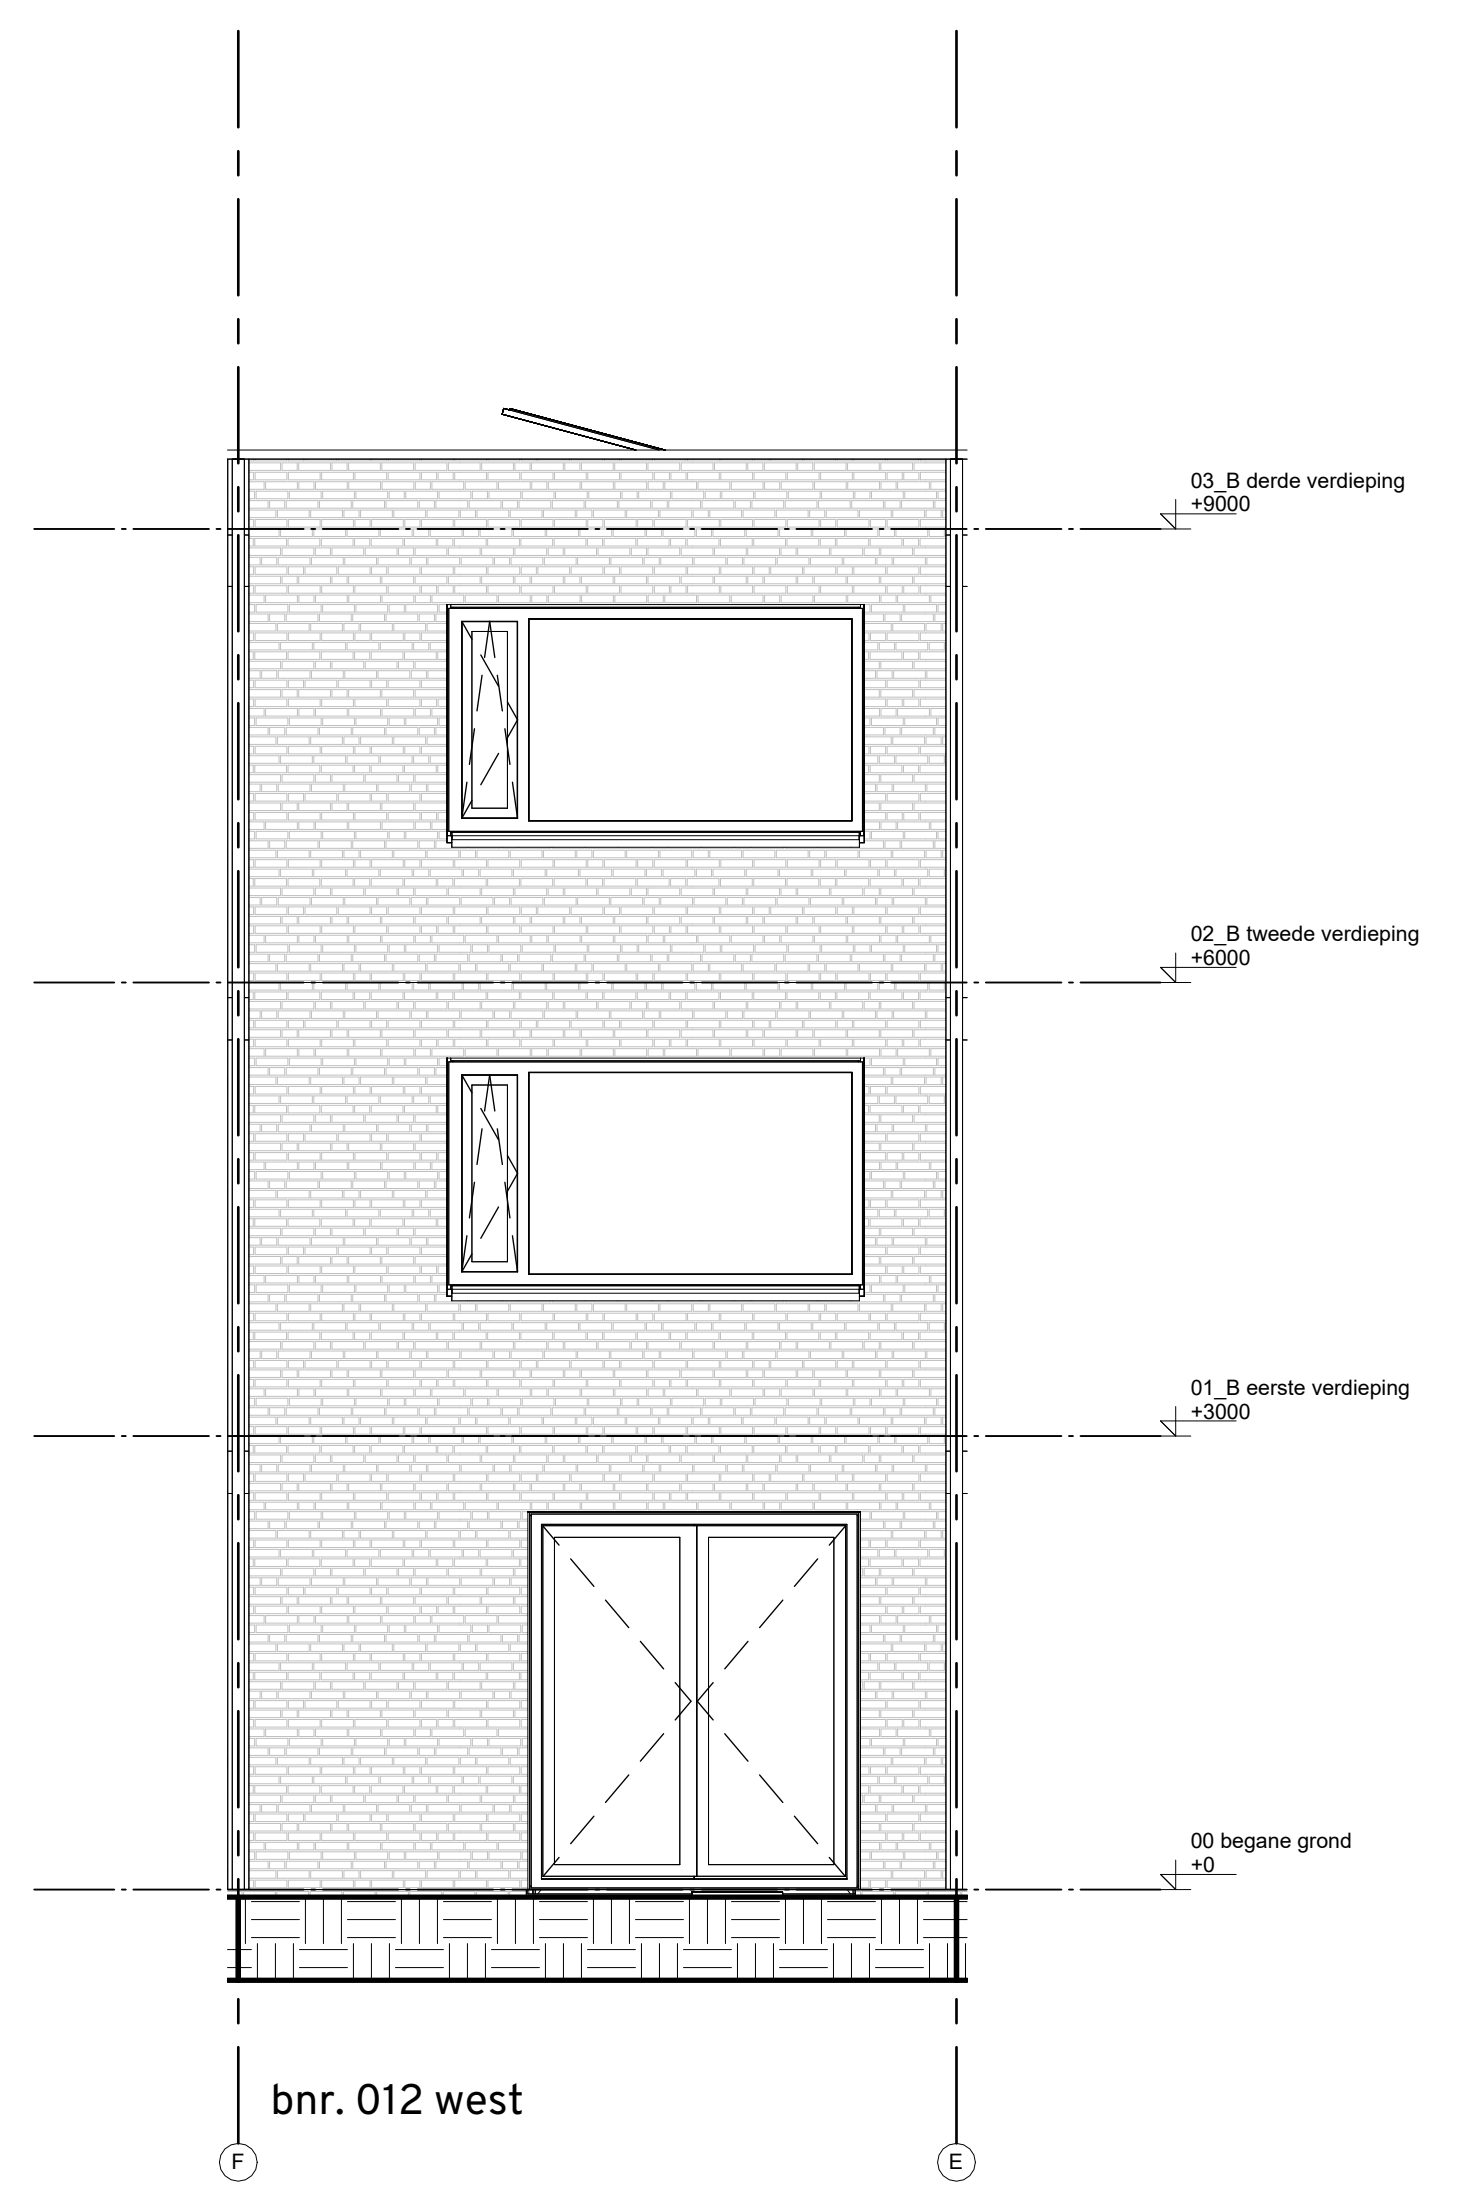 03_B derde verdieping
+9000
02_B tweede verdieping
+6000
01_B eerste verdieping
+3000
00 begane grond
+0
bnr. 012 west
F
E